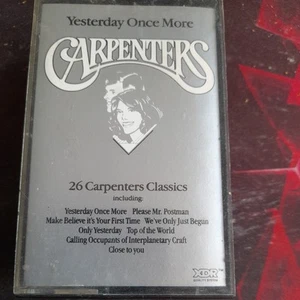 Yesterday Once More
CARPENTERS
26 Carpenters Classics
including:
Yesterday Once More Please Mr. Postman
Make Believe it's Your First Time We've Only Just Begun
Only Yesterday Top of the World
Calling Occupants of Interplanetary Craft
Close to you
XDR